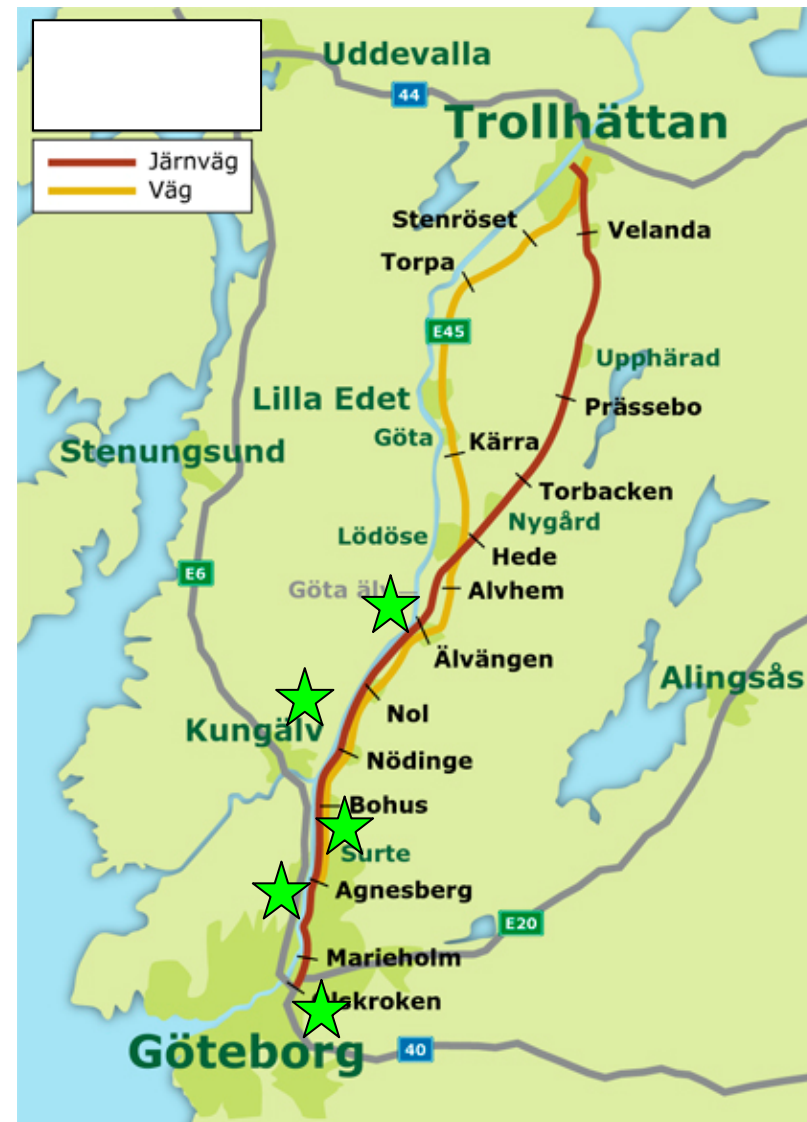 Uddevalla
44
Trollhättan
Järnväg
Väg
Stenröset
Velanda
Torpa
E45
Upphärad
Lilla Edet
Prässebo
Göta
Kärra
Stenungsund
Torbacken
Nygård
Lödöse
Hede
E6
Göta
Alvhem
Älvängen
Alingsås
Nol
Kungälv
Nödinge
Bohus
Surte
Agnesberg
E20
Marieholm
Göteborg
40